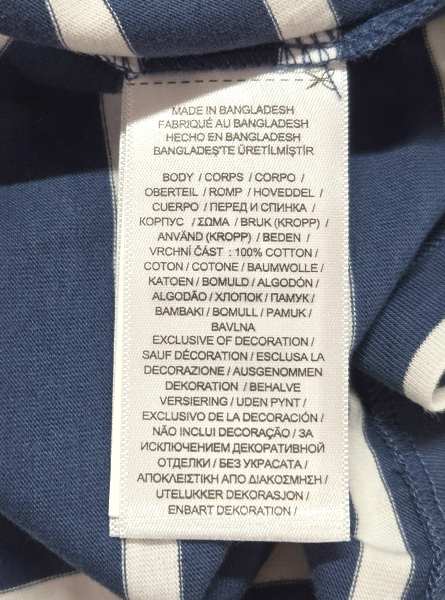 MADE IN BANGLADESH
FABRIQUÉ AU BANGLADESH
HECHO EN BANGLADESH
BANGLADEŞ'TE ÜRETİLMİŞTİR
BODY / CORPS / CORPO /
OBERTEIL / ROMP / HOVEDDEL /
CUERPO / ПЕРЕД И СПИНКА /
КОРПУС / ΣΩΜΑ / BRUK (KROPP) /
ANVÄND (KROPP) / BEDEN /
VRCHNÍ ČÁST : 100% COTTON /
COTON / COTONE / BAUMWOLLE /
KATOEN / BOMULD / ALGODÓN /
ALGODÃO / ХЛОПОК / ПАМУК /
ΒΑΜΒΑΚΙ / BOMULL / PAMUK /
BAVLNA
EXCLUSIVE OF DECORATION /
SAUF DÉCORATION / ESCLUSA LA
DECORAZIONE / AUSGENOMMEN
DEKORATION / BEHALVE
VERSIERING / UDEN PYNT /
EXCLUSIVO DE LA DECORACIÓN /
NÃO INCLUI DECORAÇÃO / ЗА
ИСКЛЮЧЕНИЕМ ДЕКОРАТИВНОЙ
ОТДЕЛКИ / БЕЗ УКРАСАТА /
ΑΠΟΚΛΕΙΣΤΙΚΗ ΑΠΟ ΔΙΑΚΟΣΜΗΣΗ /
UTELUKKER DEKORASJON /
ENBART DEKORATION /